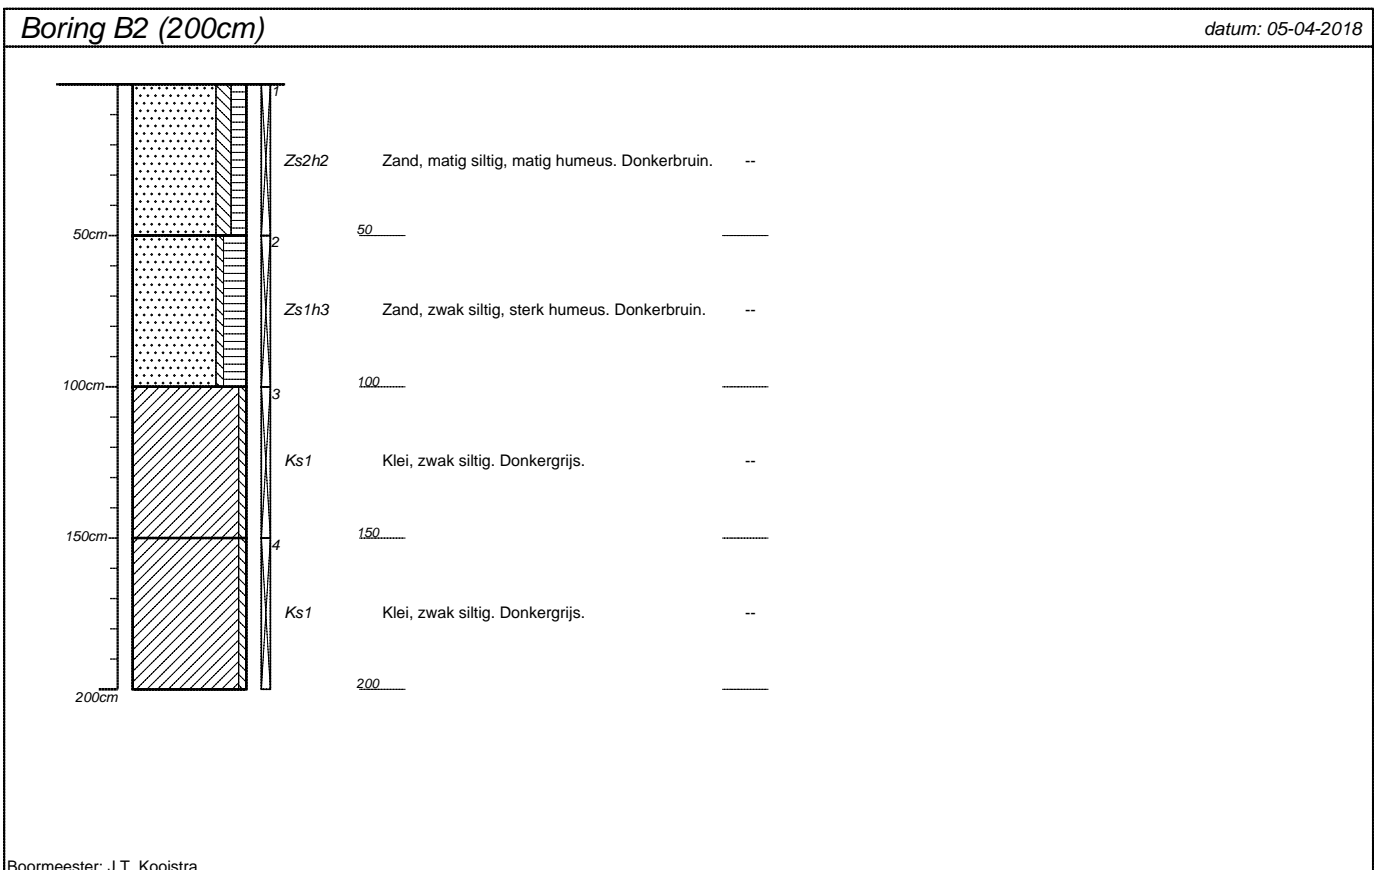 Boring B2 (200cm) datum: 05-04-2018
1
Zs2h2 Zand, matig siltig, matig humeus. Donkerbruin. --
50cm 50
2
Zs1h3 Zand, zwak siltig, sterk humeus. Donkerbruin. --
100cm 100
3
Ks1 Klei, zwak siltig. Donkergrijs. --
150cm 150
4
Ks1 Klei, zwak siltig. Donkergrijs. --
200cm 200
Boormeester: J.T. Kooistra